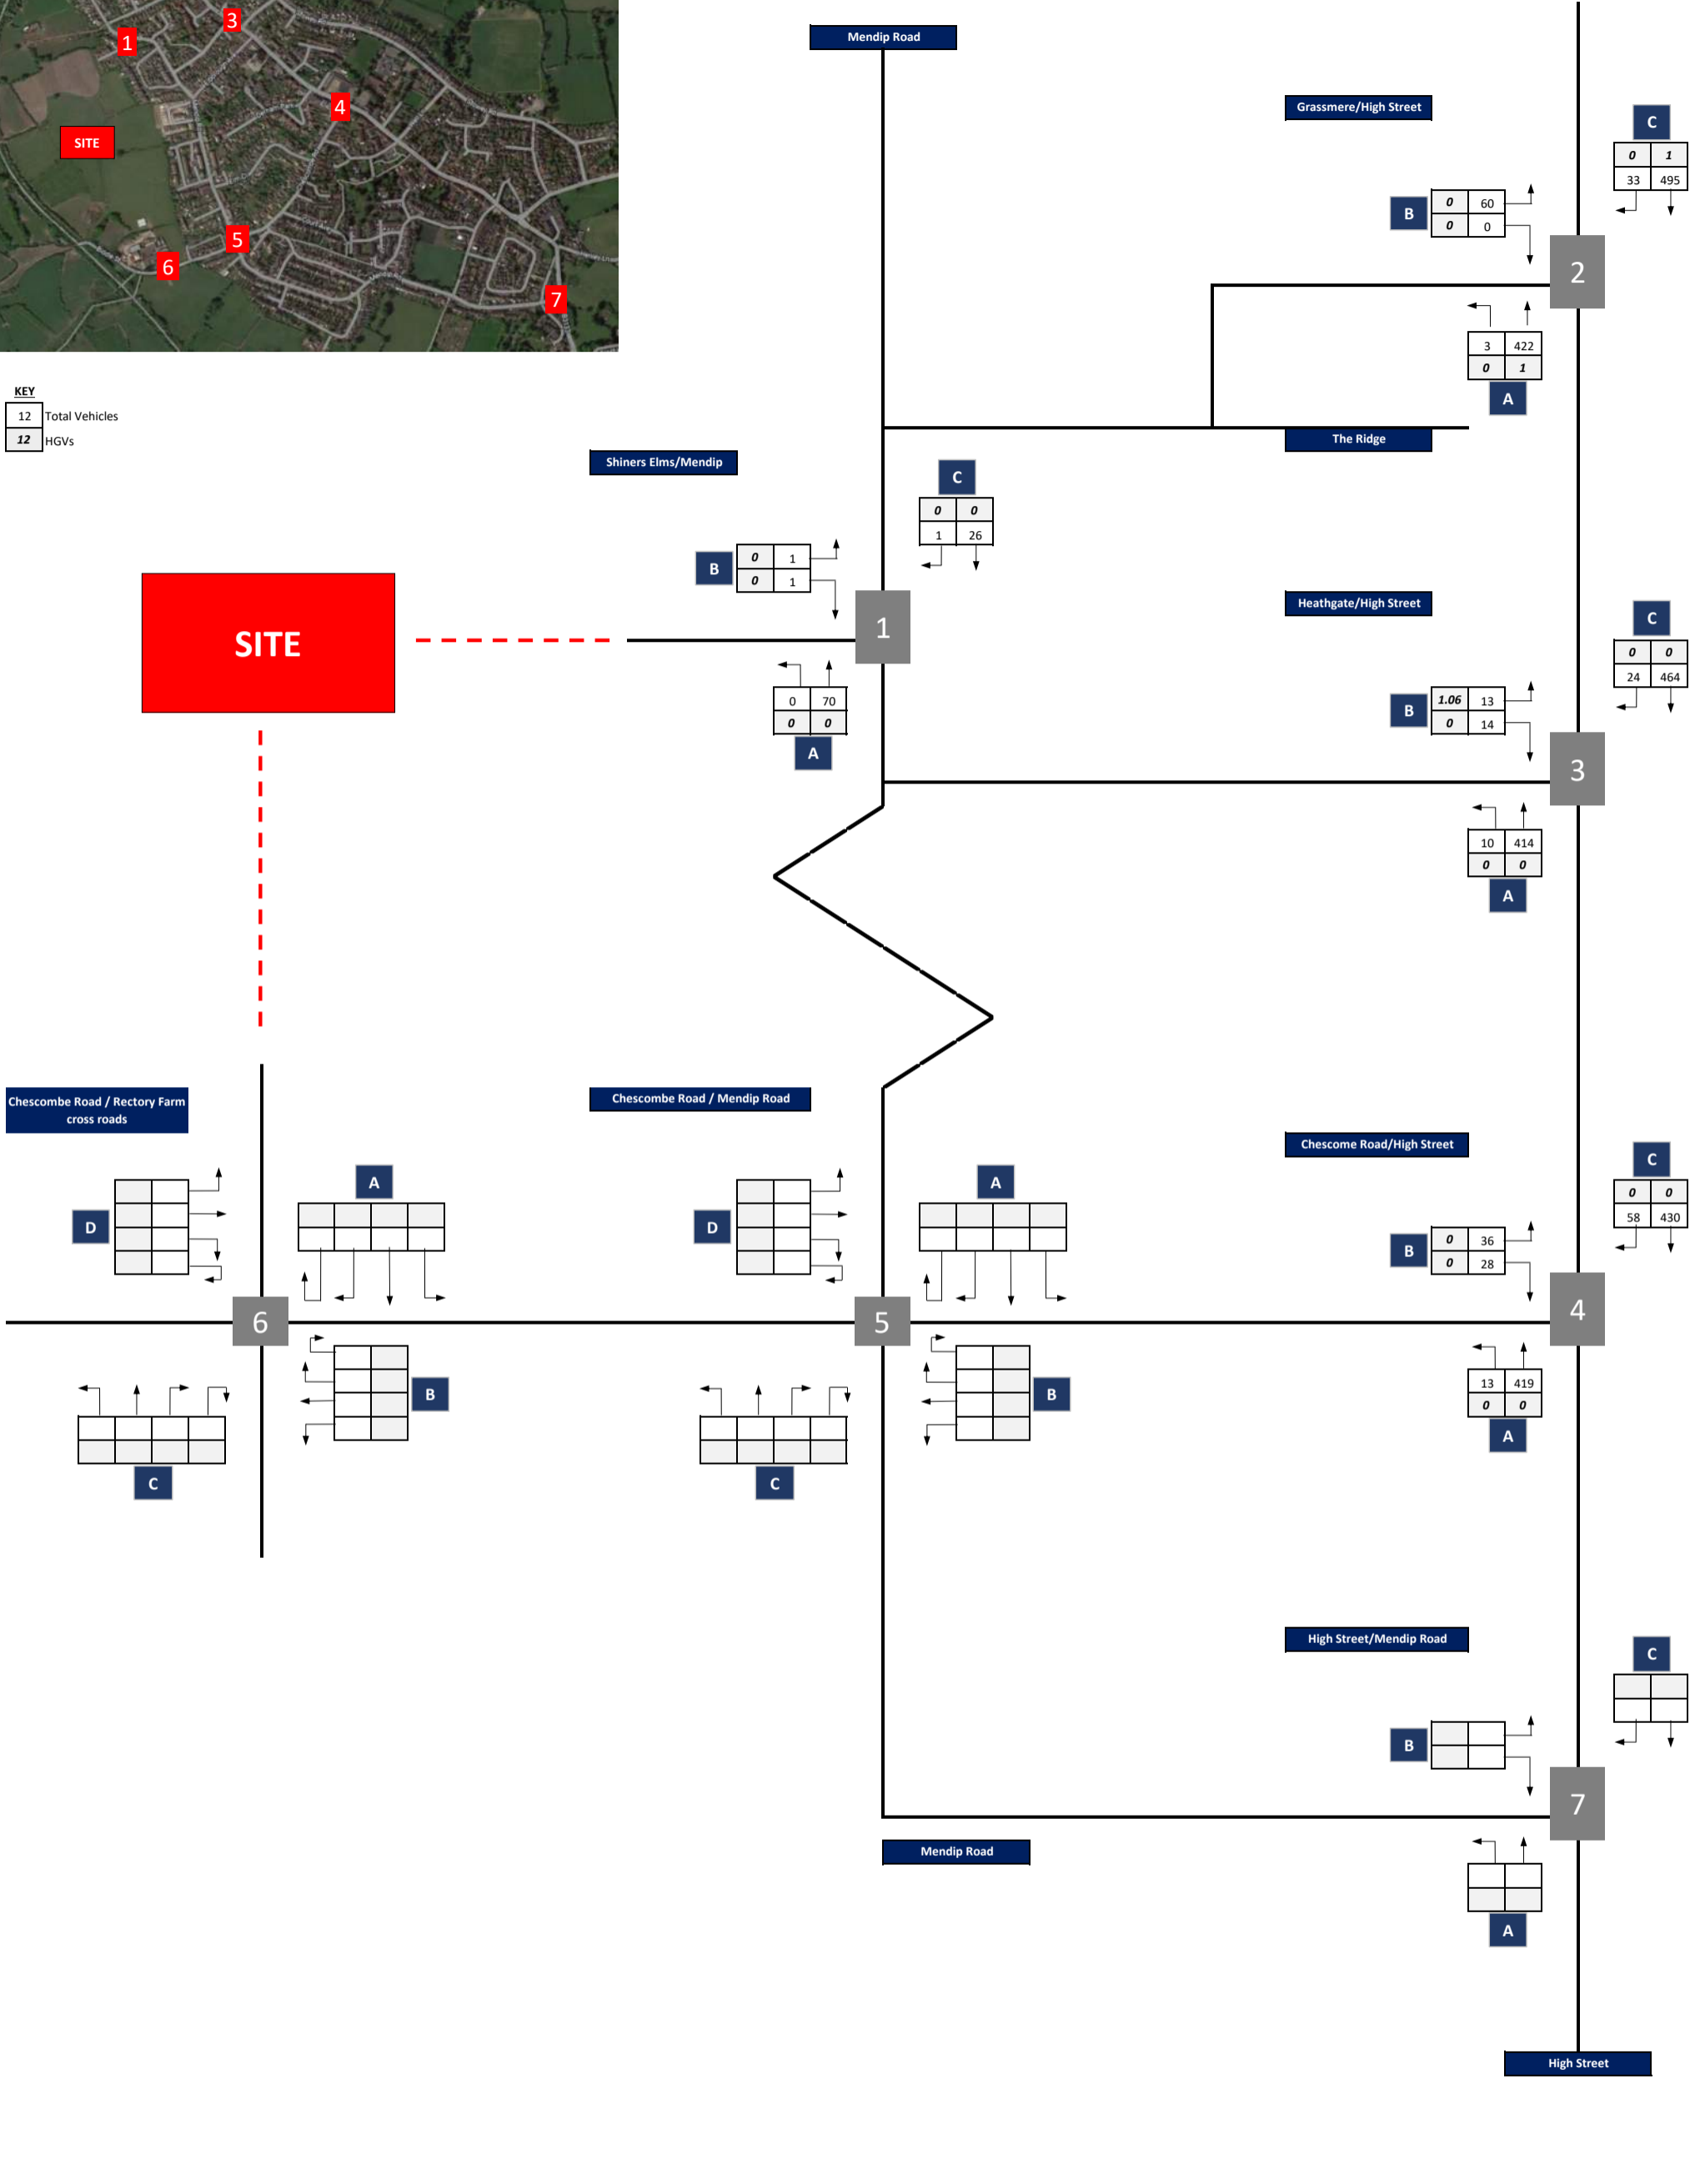 3
1
4
SITE
5
6
7
KEY
12 Total Vehicles
12 HGVs
Mendip Road
Grassmere/High Street
C
0 1
33 495
B
0 60
0 0
2
3 422
0 1
A
The Ridge
Shiners Elms/Mendip
C
0 0
1 26
B
0 1
0 1
1
0 70
0 0
A
SITE
Heathgate/High Street
C
0 0
24 464
B
1.06 13
0 14
3
10 414
0 0
A
Chescombe Road / Rectory Farm
cross roads
A
D
6
B
C
Chescombe Road / Mendip Road
A
D
5
B
C
Chescome Road/High Street
C
0 0
58 430
B
0 36
0 28
4
13 419
0 0
A
High Street/Mendip Road
C
B
7
Mendip Road
A
High Street